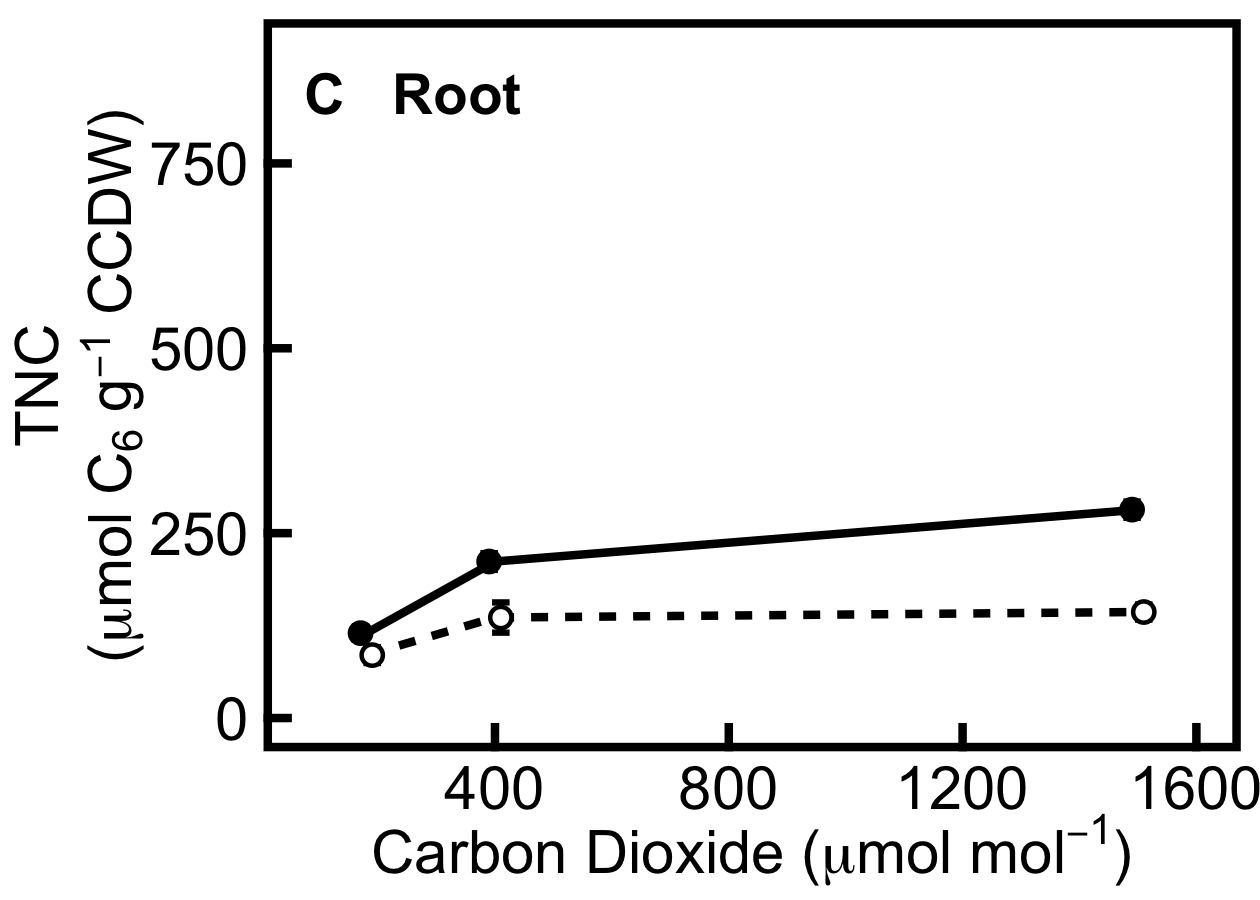 C Root
TNC
(μmol C₆ g⁻¹ CCDW)
750
500
250
0
400 800 1200 1600
Carbon Dioxide (μmol mol⁻¹)